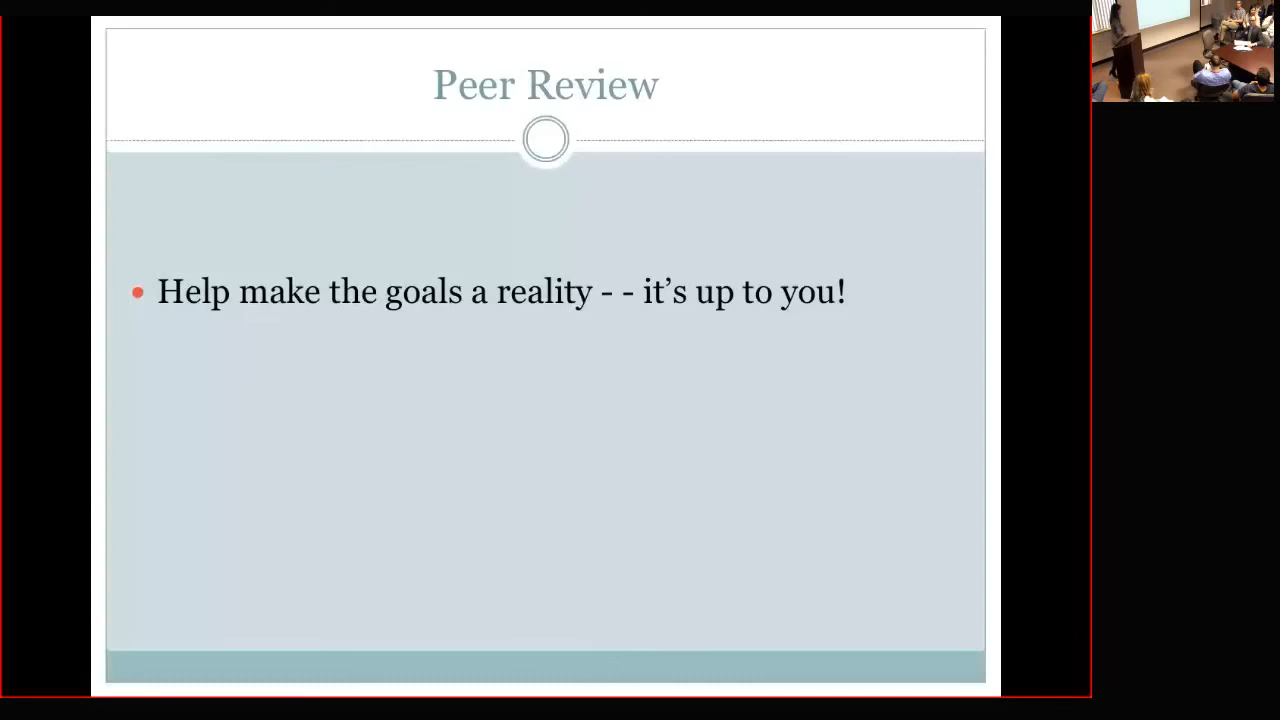 Peer Review
• Help make the goals a reality - - it's up to you!